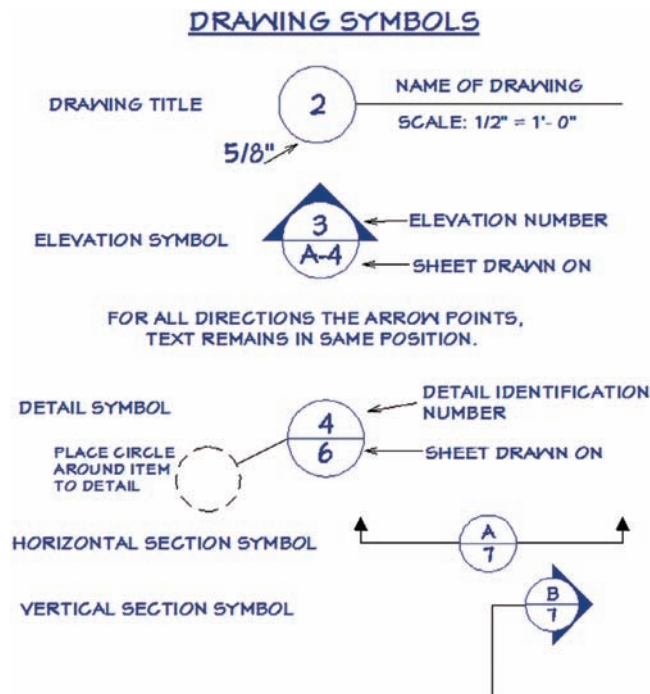 DRAWING SYMBOLS
DRAWING TITLE
2
NAME OF DRAWING
SCALE: 1/2" = 1'- 0"
5/8"
ELEVATION SYMBOL
3
A-4
ELEVATION NUMBER
SHEET DRAWN ON
FOR ALL DIRECTIONS THE ARROW POINTS,
TEXT REMAINS IN SAME POSITION.
DETAIL SYMBOL
4
6
DETAIL IDENTIFICATION
NUMBER
SHEET DRAWN ON
PLACE CIRCLE
AROUND ITEM
TO DETAIL
HORIZONTAL SECTION SYMBOL
A
7
VERTICAL SECTION SYMBOL
B
7